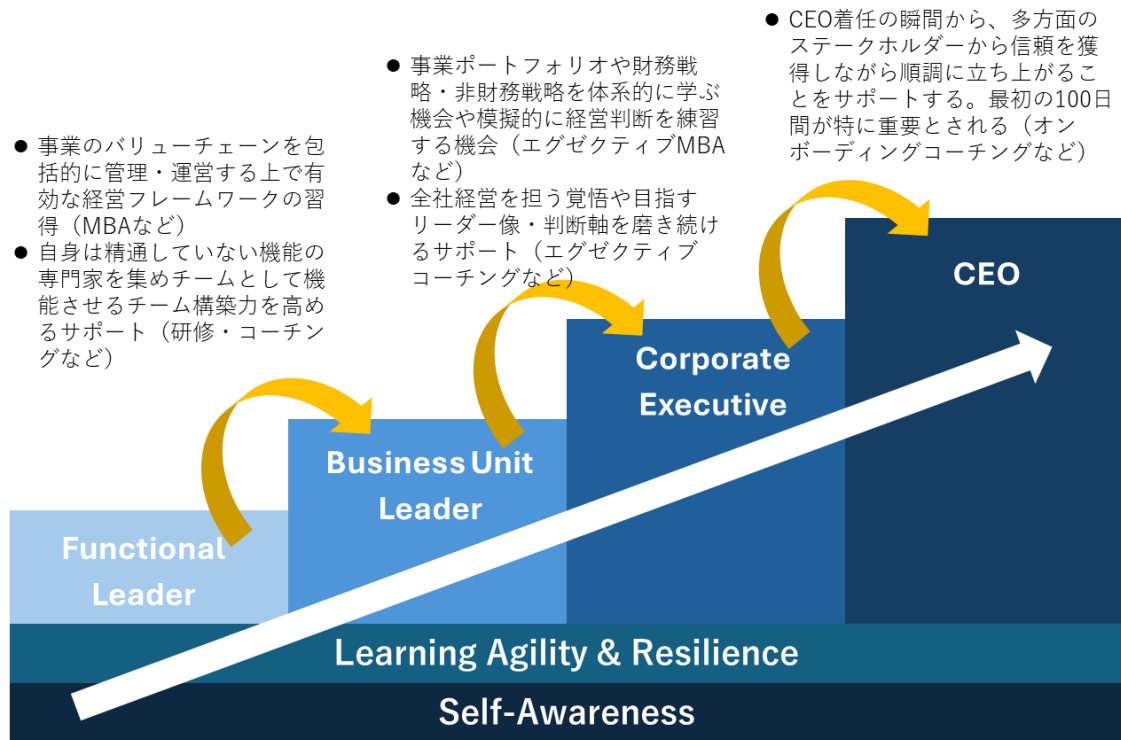 ● 事業のバリューチェーンを包
括的に管理・運営する上で有
効な経営フレームワークの習
得（MBAなど）
● 自身は精通していない機能の
専門家を集めチームとして機
能させるチーム構築力を高め
るサポート（研修・コーチン
グなど）
● 事業ポートフォリオや財務戦
略・非財務戦略を体系的に学ぶ
機会や模擬的に経営判断を練習
する機会（エグゼクティブMBA
など）
● 全社経営を担う覚悟や目指す
リーダー像・判断軸を磨き続け
るサポート（エグゼクティブ
コーチングなど）
● CEO着任の瞬間から、多方面の
ステークホルダーから信頼を獲
得しながら順調に立ち上がるこ
とをサポートする。最初の100日
間が特に重要とされる（オン
ボーディングコーチングなど）
Functional
Leader
Business Unit
Leader
Corporate
Executive
CEO
Learning Agility & Resilience
Self-Awareness